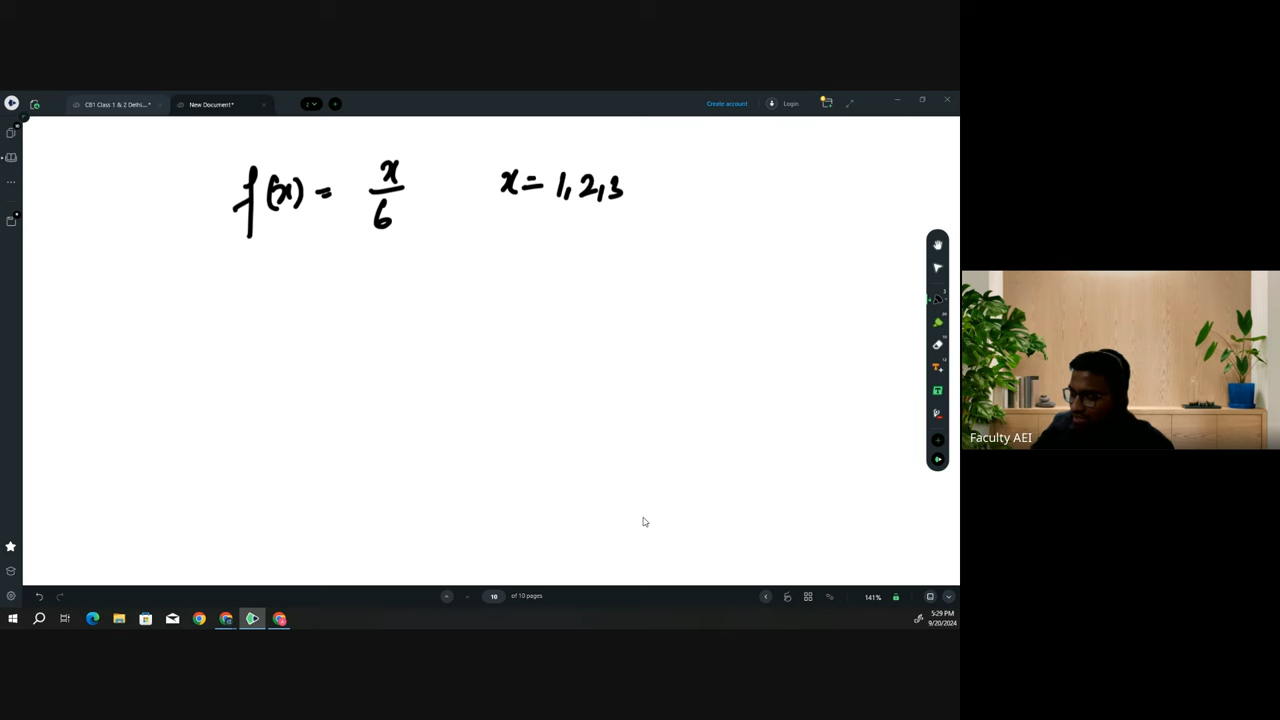 CB1 Class 1 & 2 Delhi...*
New Document*
2
Create account
Login
f(x) = x/6    x = 1, 2, 3
Faculty AEI
10
of 10 pages
141%
5:29 PM
9/20/2024